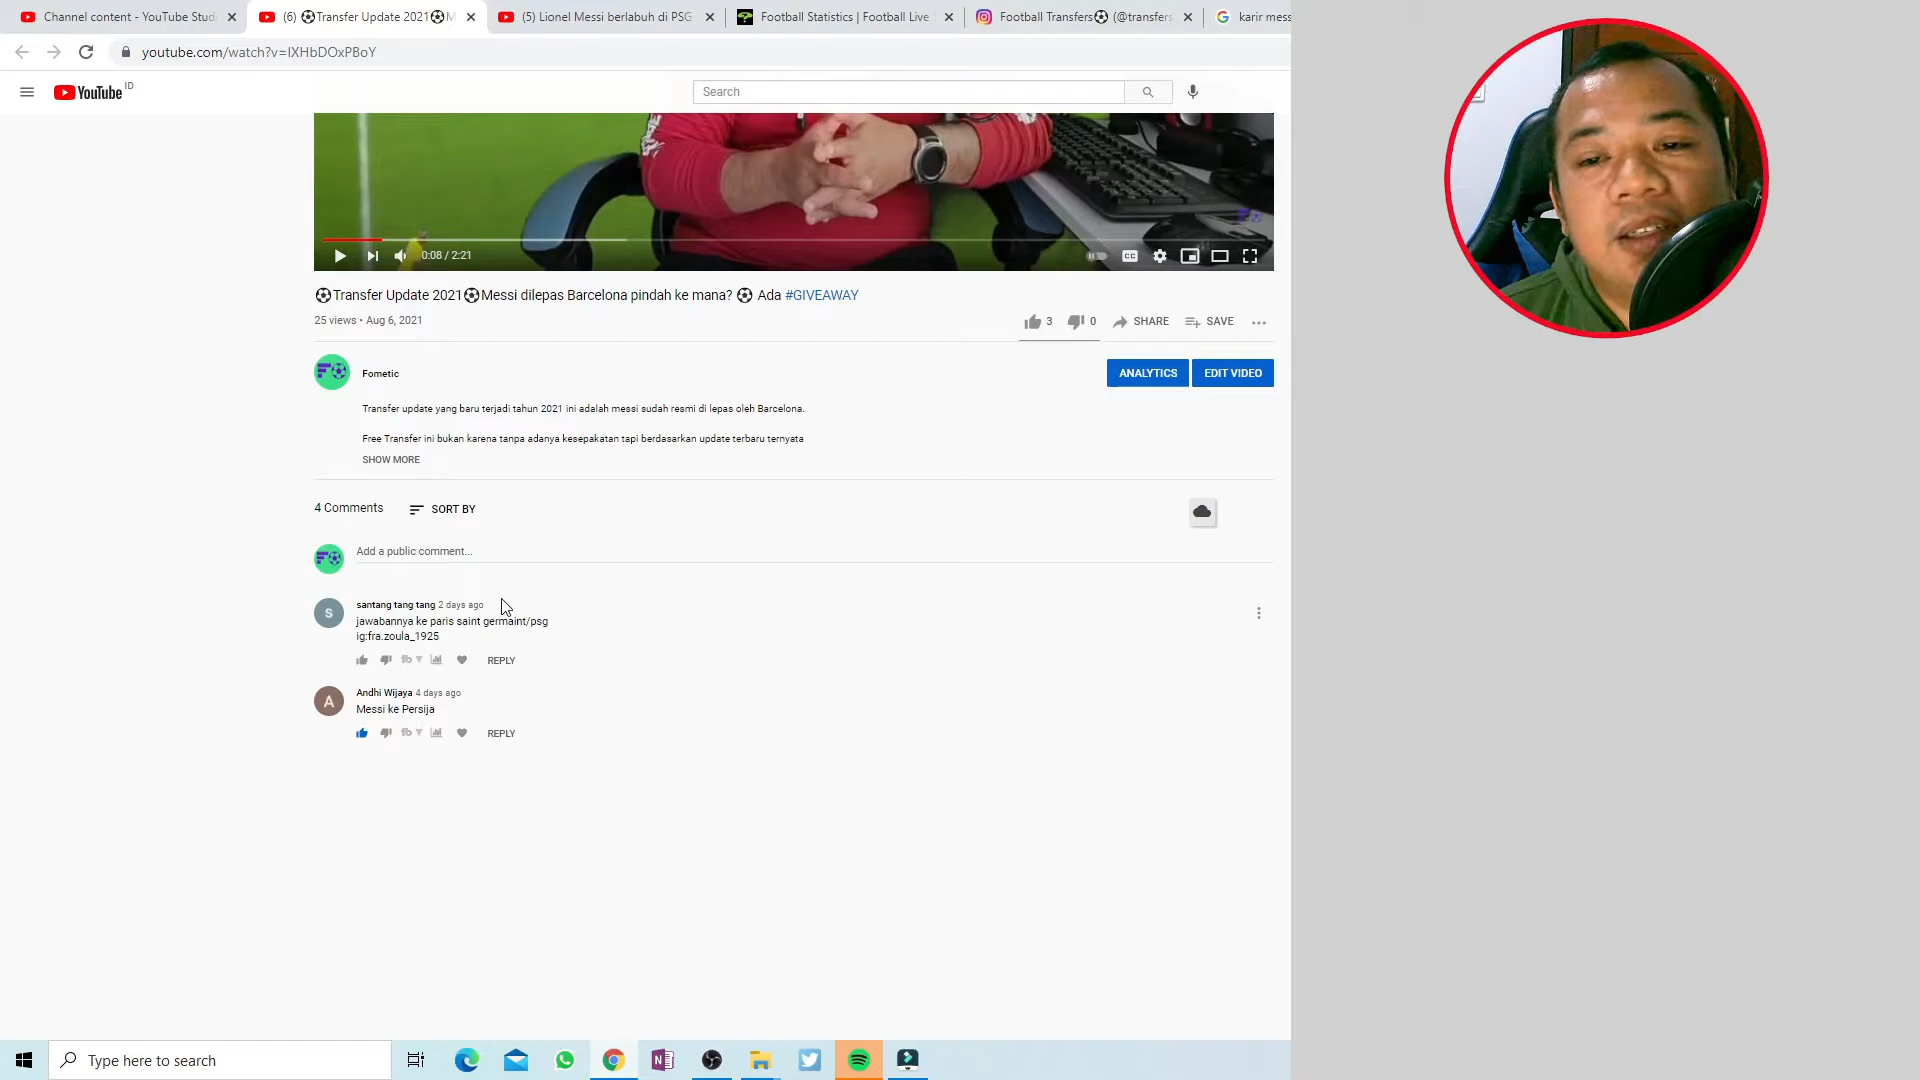 Channel content - YouTube Stud
(6) ⚽Transfer Update 2021⚽M
(5) Lionel Messi berlabuh di PSG
Football Statistics | Football Live
Football Transfers⚽ (@transfers
karir mess
youtube.com/watch?v=IXHbDOxPBoY
YouTube ID
Search
0:08 / 2:21
CC
⚽Transfer Update 2021⚽Messi dilepas Barcelona pindah ke mana? ⚽ Ada #GIVEAWAY
25 views • Aug 6, 2021
3
0
SHARE
SAVE
Fometic
ANALYTICS
EDIT VIDEO
Transfer update yang baru terjadi tahun 2021 ini adalah messi sudah resmi di lepas oleh Barcelona.
Free Transfer ini bukan karena tanpa adanya kesepakatan tapi berdasarkan update terbaru ternyata
SHOW MORE
4 Comments
SORT BY
Add a public comment...
S
santang tang tang 2 days ago
jawabannya ke paris saint germaint/psg
ig:fra.zoula_1925
REPLY
A
Andhi Wijaya 4 days ago
Messi ke Persija
REPLY
Type here to search